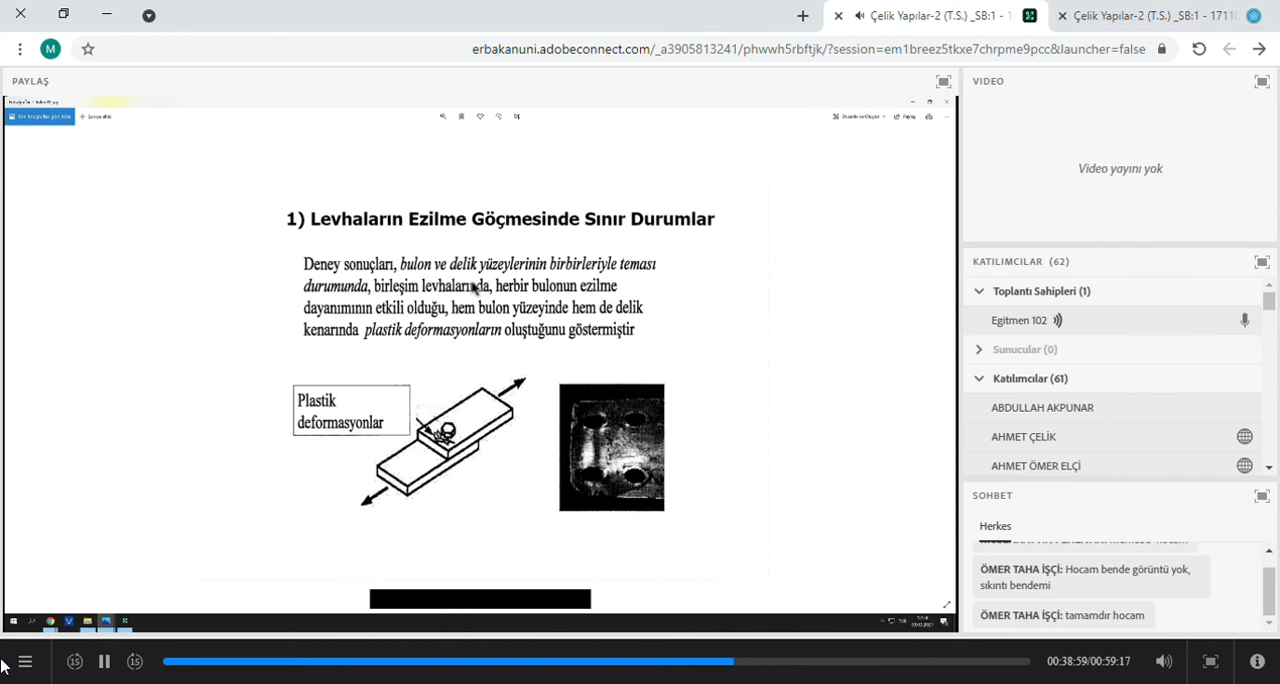 Çelik Yapılar-2 (T.S.) _SB:1 - 1
Çelik Yapılar-2 (T.S.) _SB:1 - 1711
M
erbakanuni.adobeconnect.com/_a3905813241/phwwh5rbftjk/?session=em1breez5tkxe7chrpme9pcc&launcher=false
PAYLAŞ
Paylaş
1) Levhaların Ezilme Göçmesinde Sınır Durumlar
Deney sonuçları, bulon ve delik yüzeylerinin birbirleriyle teması
durumunda, birleşim levhalarında, herbir bulonun ezilme
dayanımının etkili olduğu, hem bulon yüzeyinde hem de delik
kenarında plastik deformasyonların oluştuğunu göstermiştir
Plastik
deformasyonlar
VIDEO
Video yayını yok
KATILIMCILAR (62)
Toplantı Sahipleri (1)
Egitmen 102
Sunucular (0)
Katılımcılar (61)
ABDULLAH AKPUNAR
AHMET ÇELİK
AHMET ÖMER ELÇİ
SOHBET
Herkes
ÖMER TAHA İŞÇİ: Hocam bende görüntü yok,
sıkıntı bendemi
ÖMER TAHA İŞÇİ: tamamdır hocam
15
15
00:38:59/00:59:17